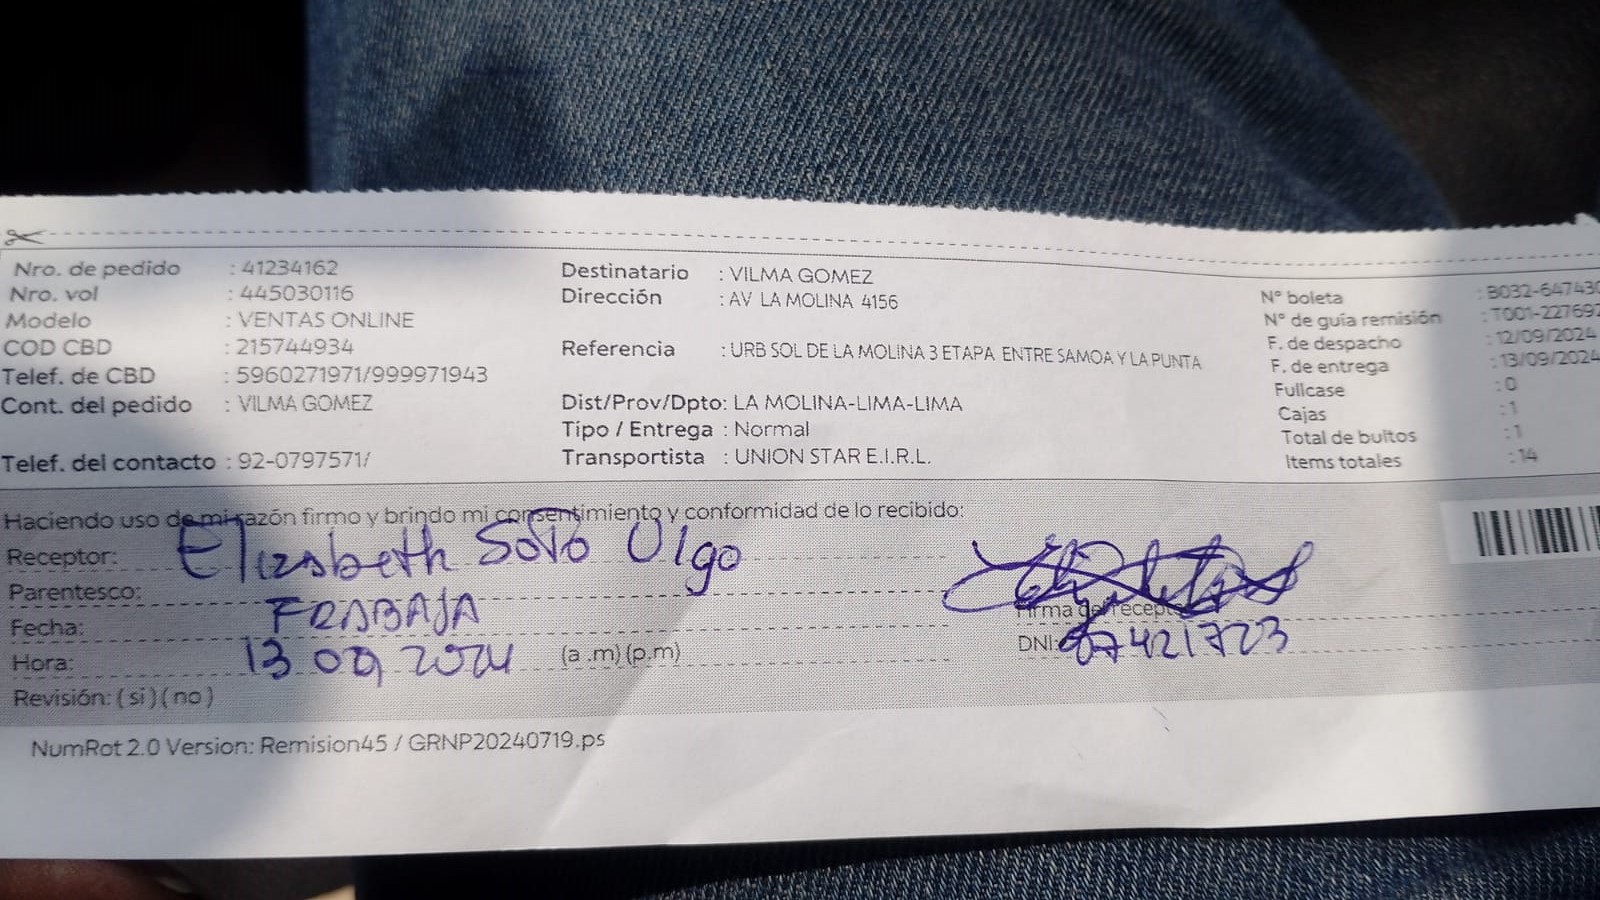 Nro. de pedido : 41234162
Nro. vol : 445030116
Modelo : VENTAS ONLINE
COD CBD : 215744934
Telef. de CBD : 5960271971/999971943
Cont. del pedido : VILMA GOMEZ
Telef. del contacto : 92-0797571/
Destinatario : VILMA GOMEZ
Dirección : AV LA MOLINA 4156
Referencia : URB SOL DE LA MOLINA 3 ETAPA ENTRE SAMOA Y LA PUNTA
Dist/Prov/Dpto: LA MOLINA-LIMA-LIMA
Tipo / Entrega : Normal
Transportista : UNION STAR E.I.R.L.
N° boleta : B032-647430
N° de guía remisión : T001-227697
F. de despacho : 12/09/2024
F. de entrega : 13/09/2024
Fullcase : 0
Cajas : 1
Total de bultos : 1
Items totales : 14
Haciendo uso de mi razón firmo y brindo mi consentimiento y conformidad de lo recibido:
Receptor: Elizabeth Soto Olgo
Parentesco:
Fecha: TRABAJA
Hora: 13 09 2024 (a .m) (p.m)
Revisión: ( si ) ( no )
Firma del receptor
DNI: 07421723
NumRot 2.0 Version: Remision45 / GRNP20240719.ps